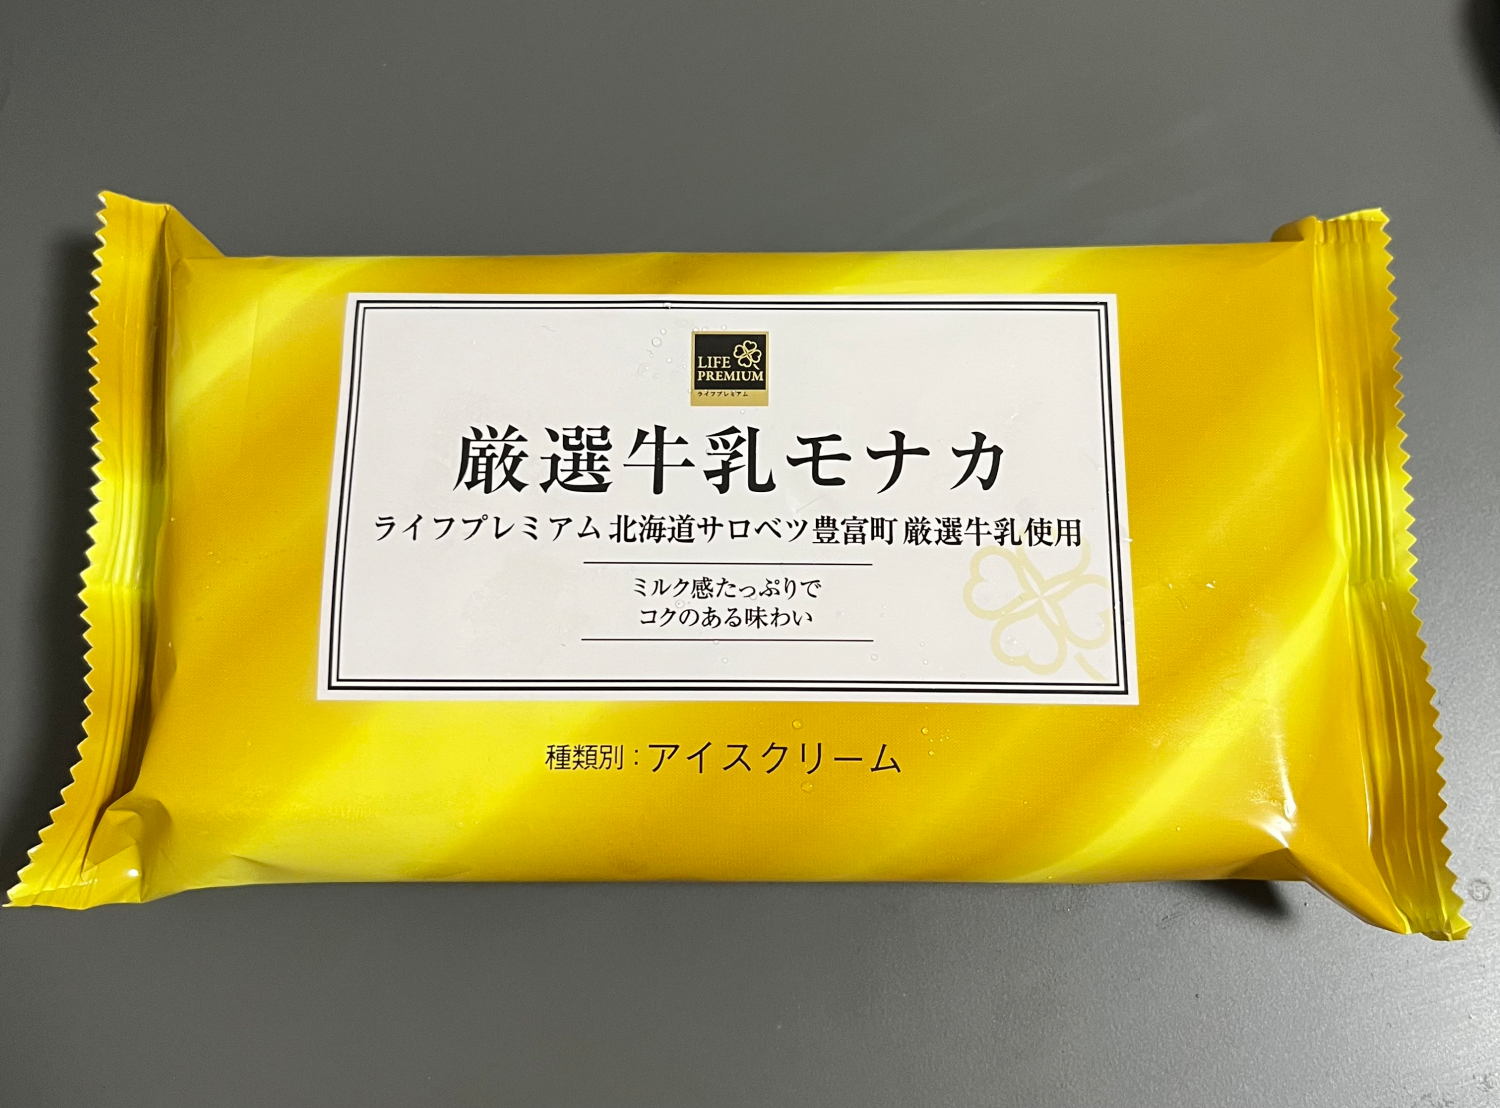 LIFE
PREMIUM
ライフプレミアム
厳選牛乳モナカ
ライフプレミアム 北海道サロベツ豊富町 厳選牛乳使用
ミルク感たっぷりで
コクのある味わい
種類別：アイスクリーム